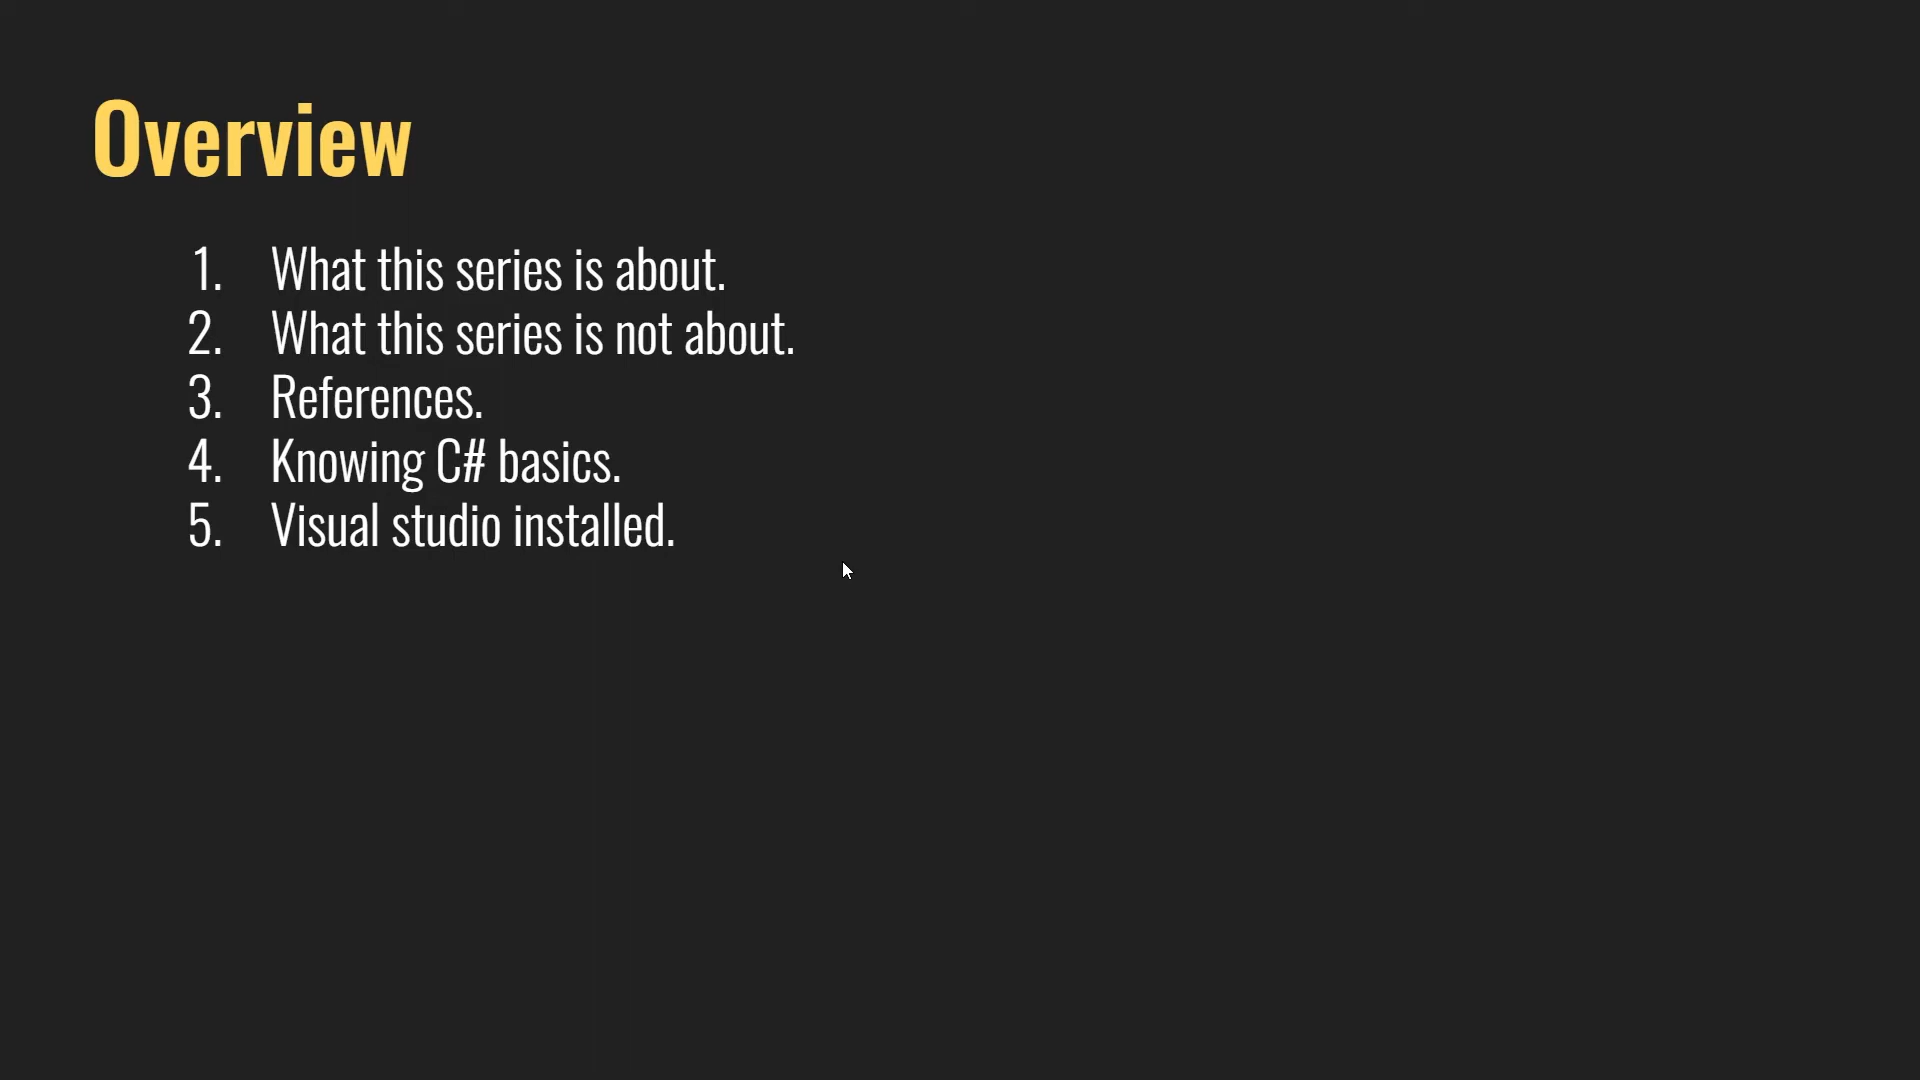 Overview
1. What this series is about.
2. What this series is not about.
3. References.
4. Knowing C# basics.
5. Visual studio installed.